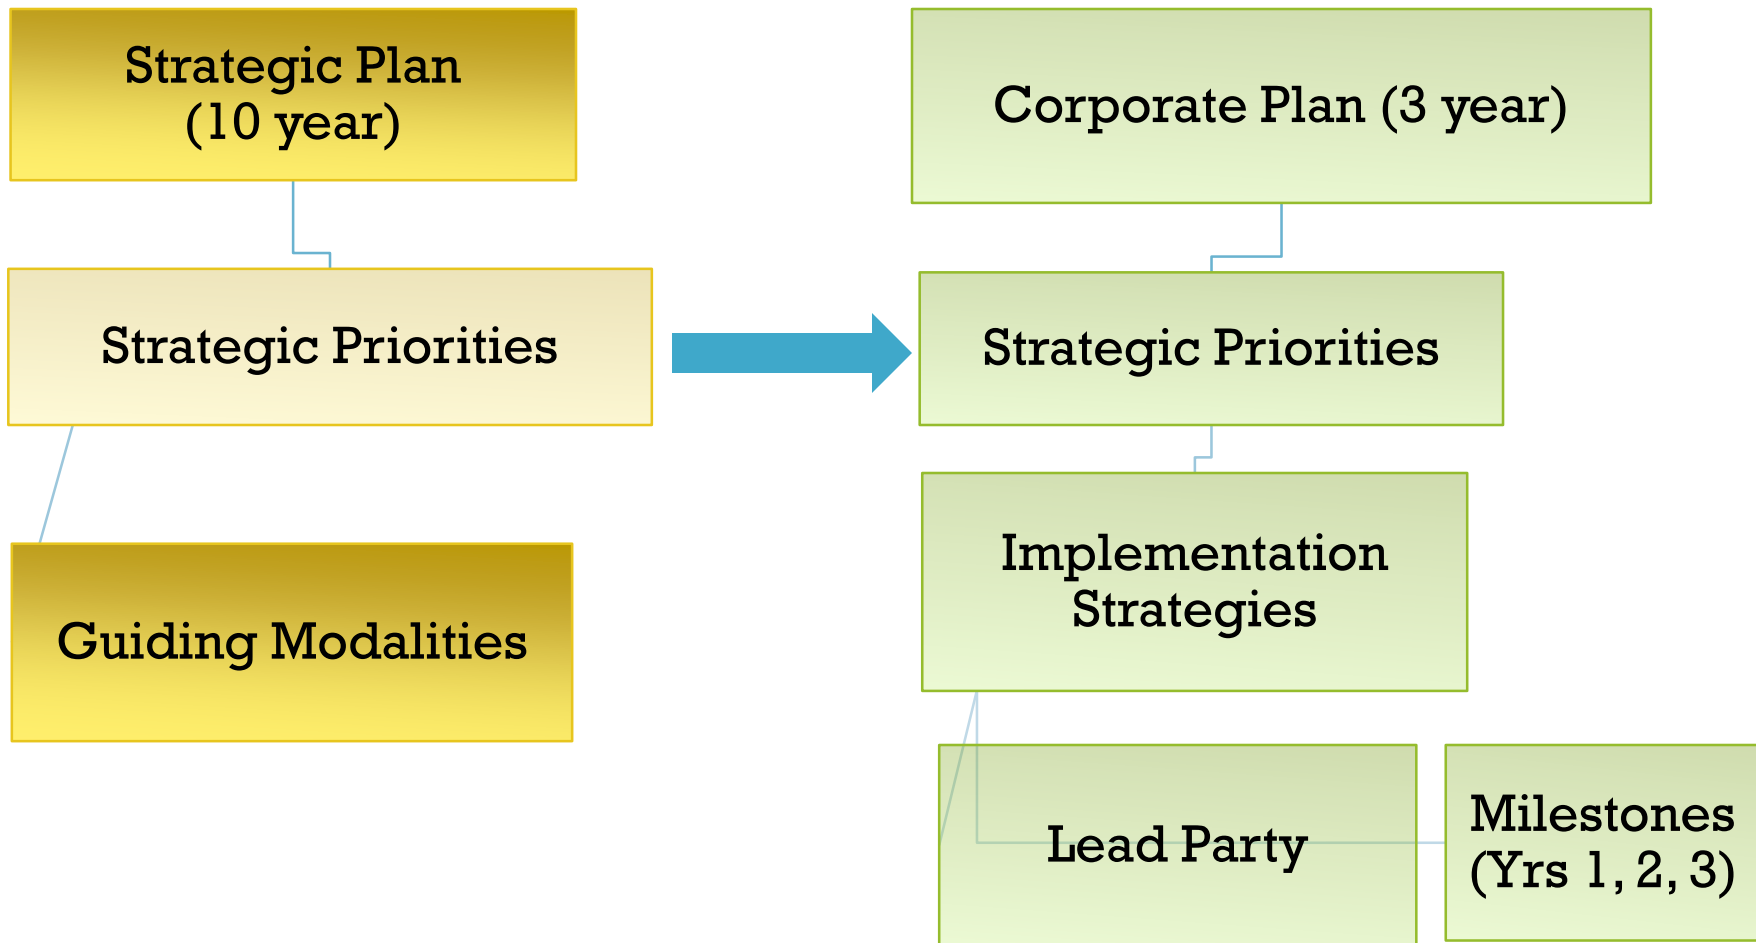 Strategic Plan
(10 year)
Strategic Priorities
Guiding Modalities
Corporate Plan (3 year)
Strategic Priorities
Implementation
Strategies
Lead Party
Milestones
(Yrs 1, 2, 3)